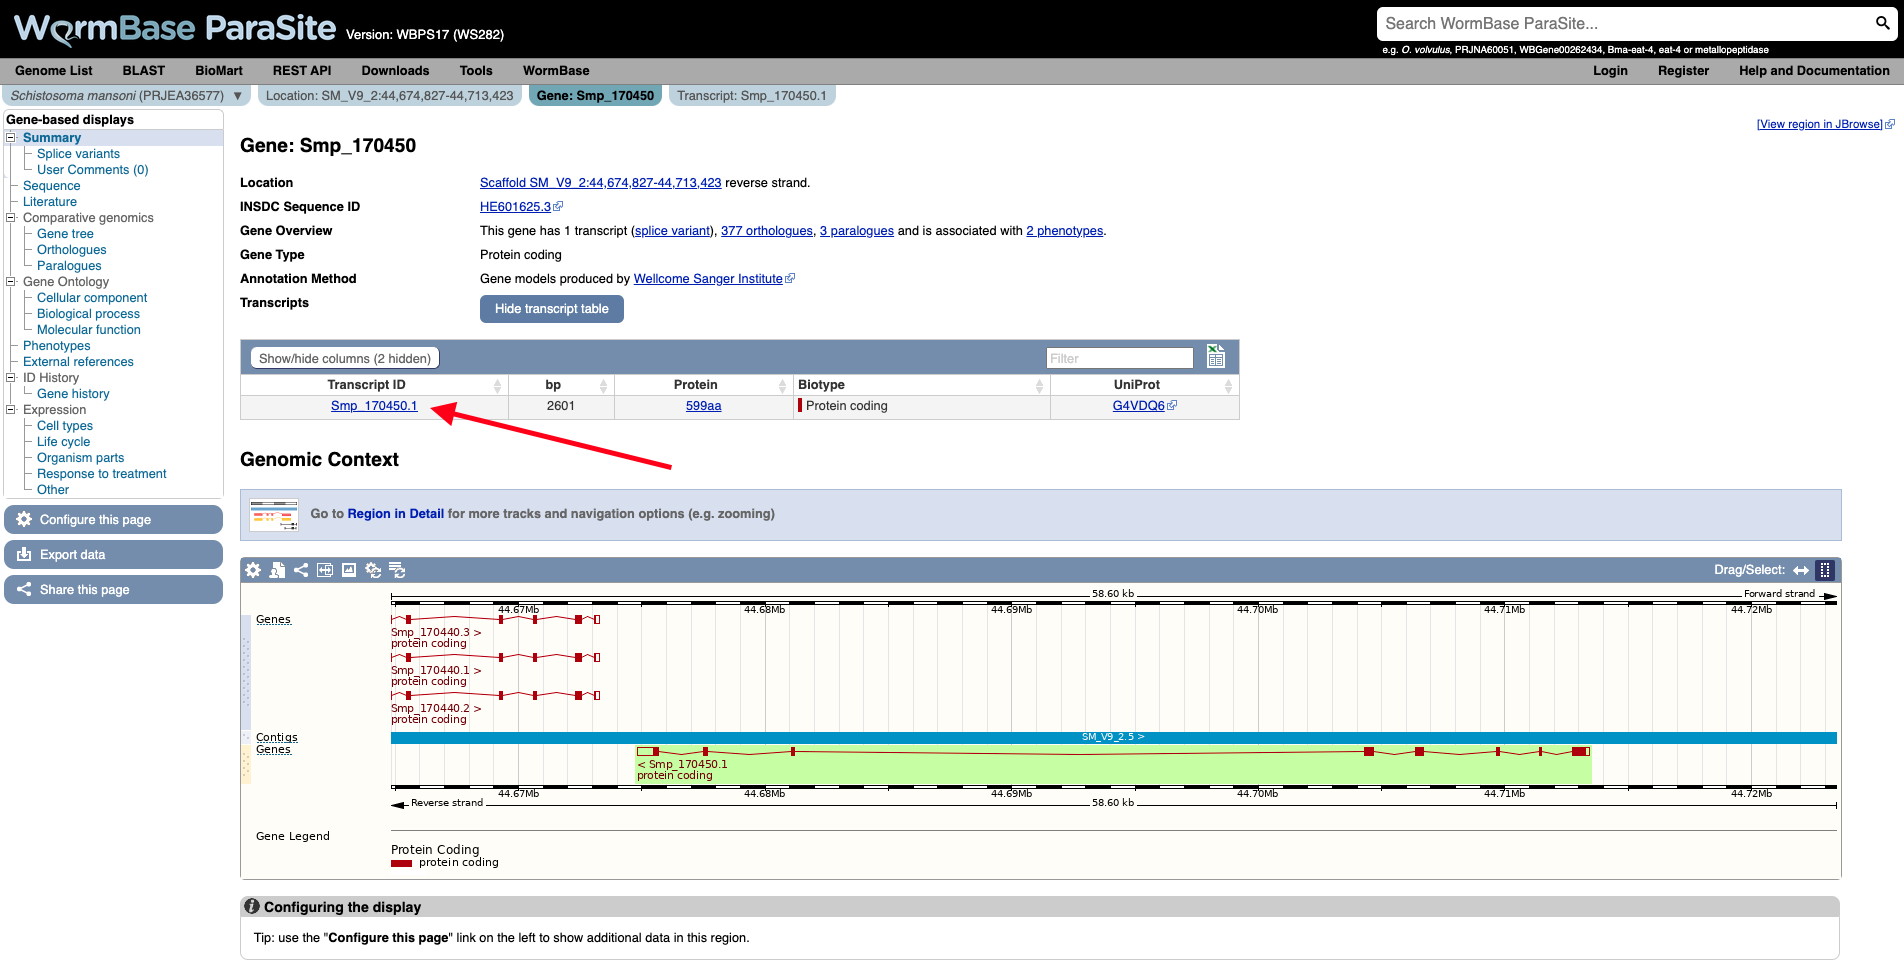 WormBase ParaSite Version: WBPS17 (WS282)
Search WormBase ParaSite...
e.g. O. volvulus, PRJNA60051, WBGene00262434, Bma-eat-4, eat-4 or metallopeptidase
Genome List BLAST BioMart REST API Downloads Tools WormBase Login Register Help and Documentation
Schistosoma mansoni (PRJEA36577) ▼ Location: SM_V9_2:44,674,827-44,713,423 Gene: Smp_170450 Transcript: Smp_170450.1
Gene-based displays
Summary
Splice variants
User Comments (0)
Sequence
Literature
Comparative genomics
Gene tree
Orthologues
Paralogues
Gene Ontology
Cellular component
Biological process
Molecular function
Phenotypes
External references
ID History
Gene history
Expression
Cell types
Life cycle
Organism parts
Response to treatment
Other
Configure this page
Export data
Share this page
[View region in JBrowse]
Gene: Smp_170450
Location Scaffold SM_V9_2:44,674,827-44,713,423 reverse strand.
INSDC Sequence ID HE601625.3
Gene Overview This gene has 1 transcript (splice variant), 377 orthologues, 3 paralogues and is associated with 2 phenotypes.
Gene Type Protein coding
Annotation Method Gene models produced by Wellcome Sanger Institute
Transcripts Hide transcript table
Show/hide columns (2 hidden) Filter
Transcript ID bp Protein Biotype UniProt
Smp_170450.1 2601 599aa Protein coding G4VDQ6
Genomic Context
Go to Region in Detail for more tracks and navigation options (e.g. zooming)
Drag/Select:
58.60 kb Forward strand
44.67Mb 44.68Mb 44.69Mb 44.70Mb 44.71Mb 44.72Mb
Genes
Smp_170440.3 >
protein coding
Smp_170440.1 >
protein coding
Smp_170440.2 >
protein coding
Contigs SM_V9_2.5 >
Genes
< Smp_170450.1
protein coding
44.67Mb 44.68Mb 44.69Mb 44.70Mb 44.71Mb 44.72Mb
Reverse strand 58.60 kb
Gene Legend
Protein Coding
protein coding
Configuring the display
Tip: use the "Configure this page" link on the left to show additional data in this region.